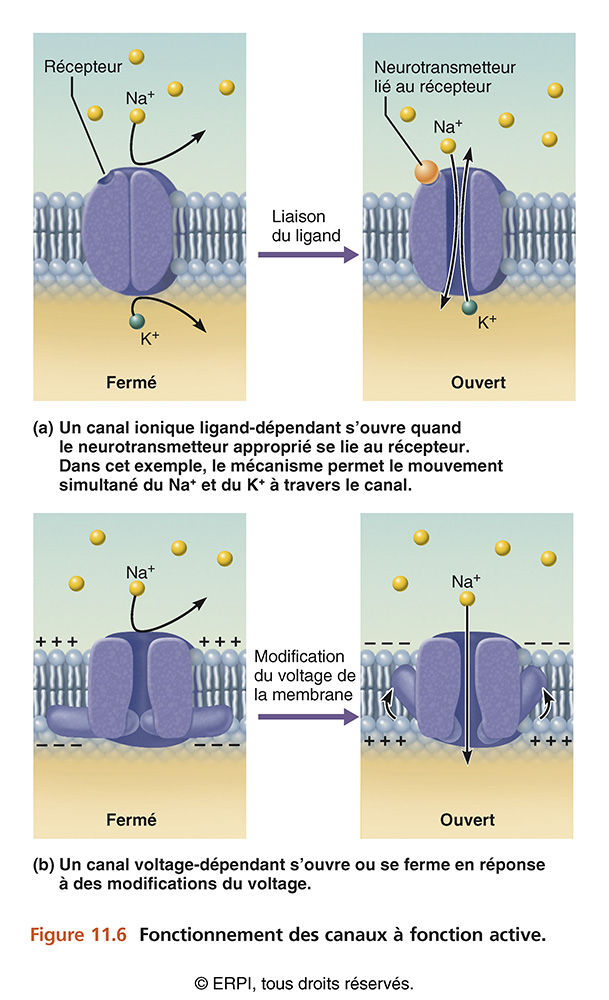 Récepteur
Na⁺
K⁺
Fermé
Liaison
du ligand
Neurotransmetteur
lié au récepteur
Na⁺
K⁺
Ouvert
(a) Un canal ionique ligand-dépendant s’ouvre quand
le neurotransmetteur approprié se lie au récepteur.
Dans cet exemple, le mécanisme permet le mouvement
simultané du Na⁺ et du K⁺ à travers le canal.
Na⁺
+++ +++
––– –––
Fermé
Modification
du voltage de
la membrane
Na⁺
––– –––
+++ +++
Ouvert
(b) Un canal voltage-dépendant s’ouvre ou se ferme en réponse
à des modifications du voltage.
Figure 11.6 Fonctionnement des canaux à fonction active.
© ERPI, tous droits réservés.